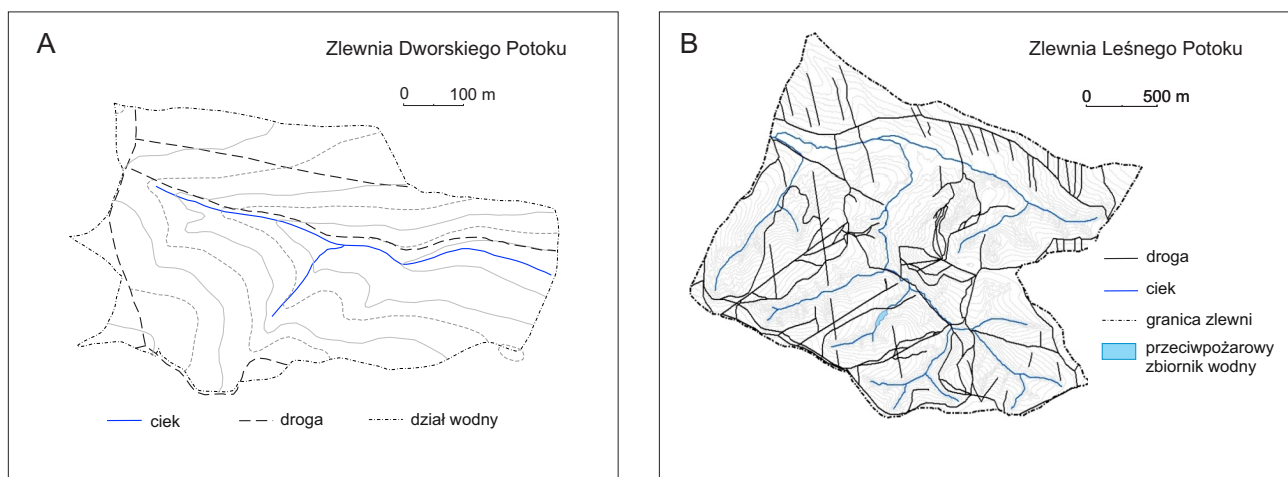 A
Zlewnia Dworskiego Potoku
0 100 m
ciek
droga
dział wodny
B
Zlewnia Leśnego Potoku
0 500 m
droga
ciek
granica zlewni
przeciwpożarowy
zbiornik wodny